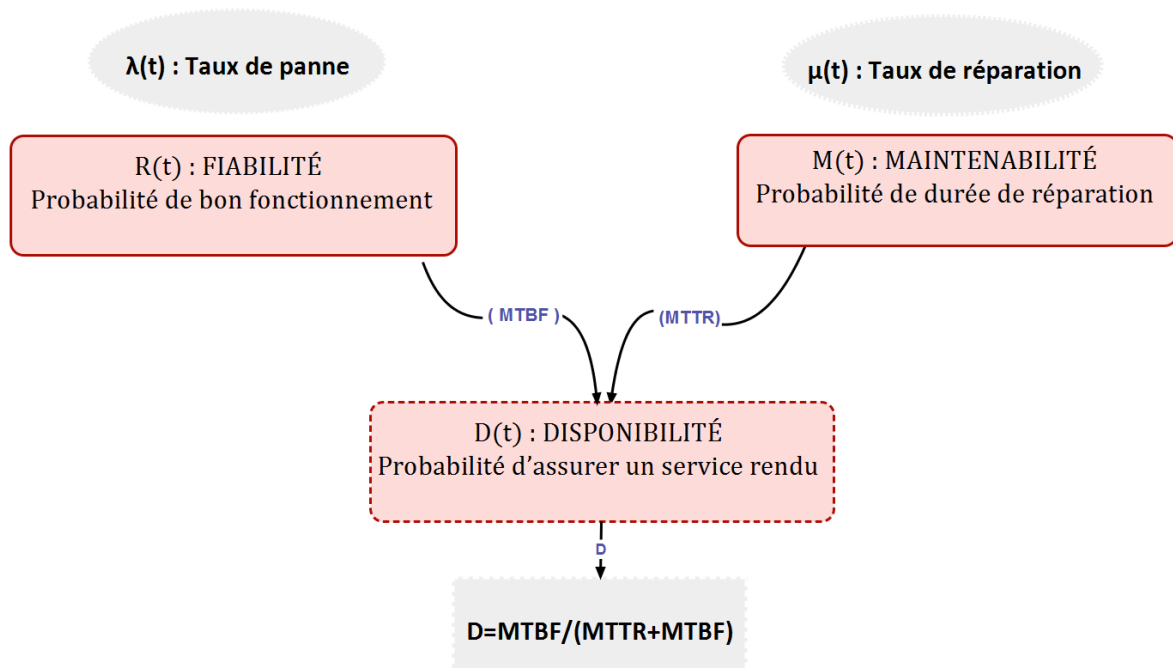 λ(t) : Taux de panne
μ(t) : Taux de réparation
R(t) : FIABILITÉ
Probabilité de bon fonctionnement
M(t) : MAINTENABILITÉ
Probabilité de durée de réparation
( MTBF )
(MTTR)
D(t) : DISPONIBILITÉ
Probabilité d’assurer un service rendu
D
D=MTBF/(MTTR+MTBF)